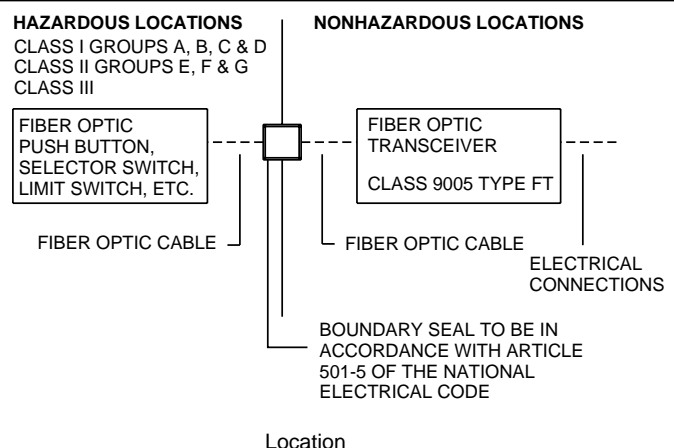 HAZARDOUS LOCATIONS
CLASS I GROUPS A, B, C & D
CLASS II GROUPS E, F & G
CLASS III
NONHAZARDOUS LOCATIONS
FIBER OPTIC
PUSH BUTTON,
SELECTOR SWITCH,
LIMIT SWITCH, ETC.
FIBER OPTIC
TRANSCEIVER
CLASS 9005 TYPE FT
FIBER OPTIC CABLE
FIBER OPTIC CABLE
ELECTRICAL
CONNECTIONS
BOUNDARY SEAL TO BE IN
ACCORDANCE WITH ARTICLE
501-5 OF THE NATIONAL
ELECTRICAL CODE
Location